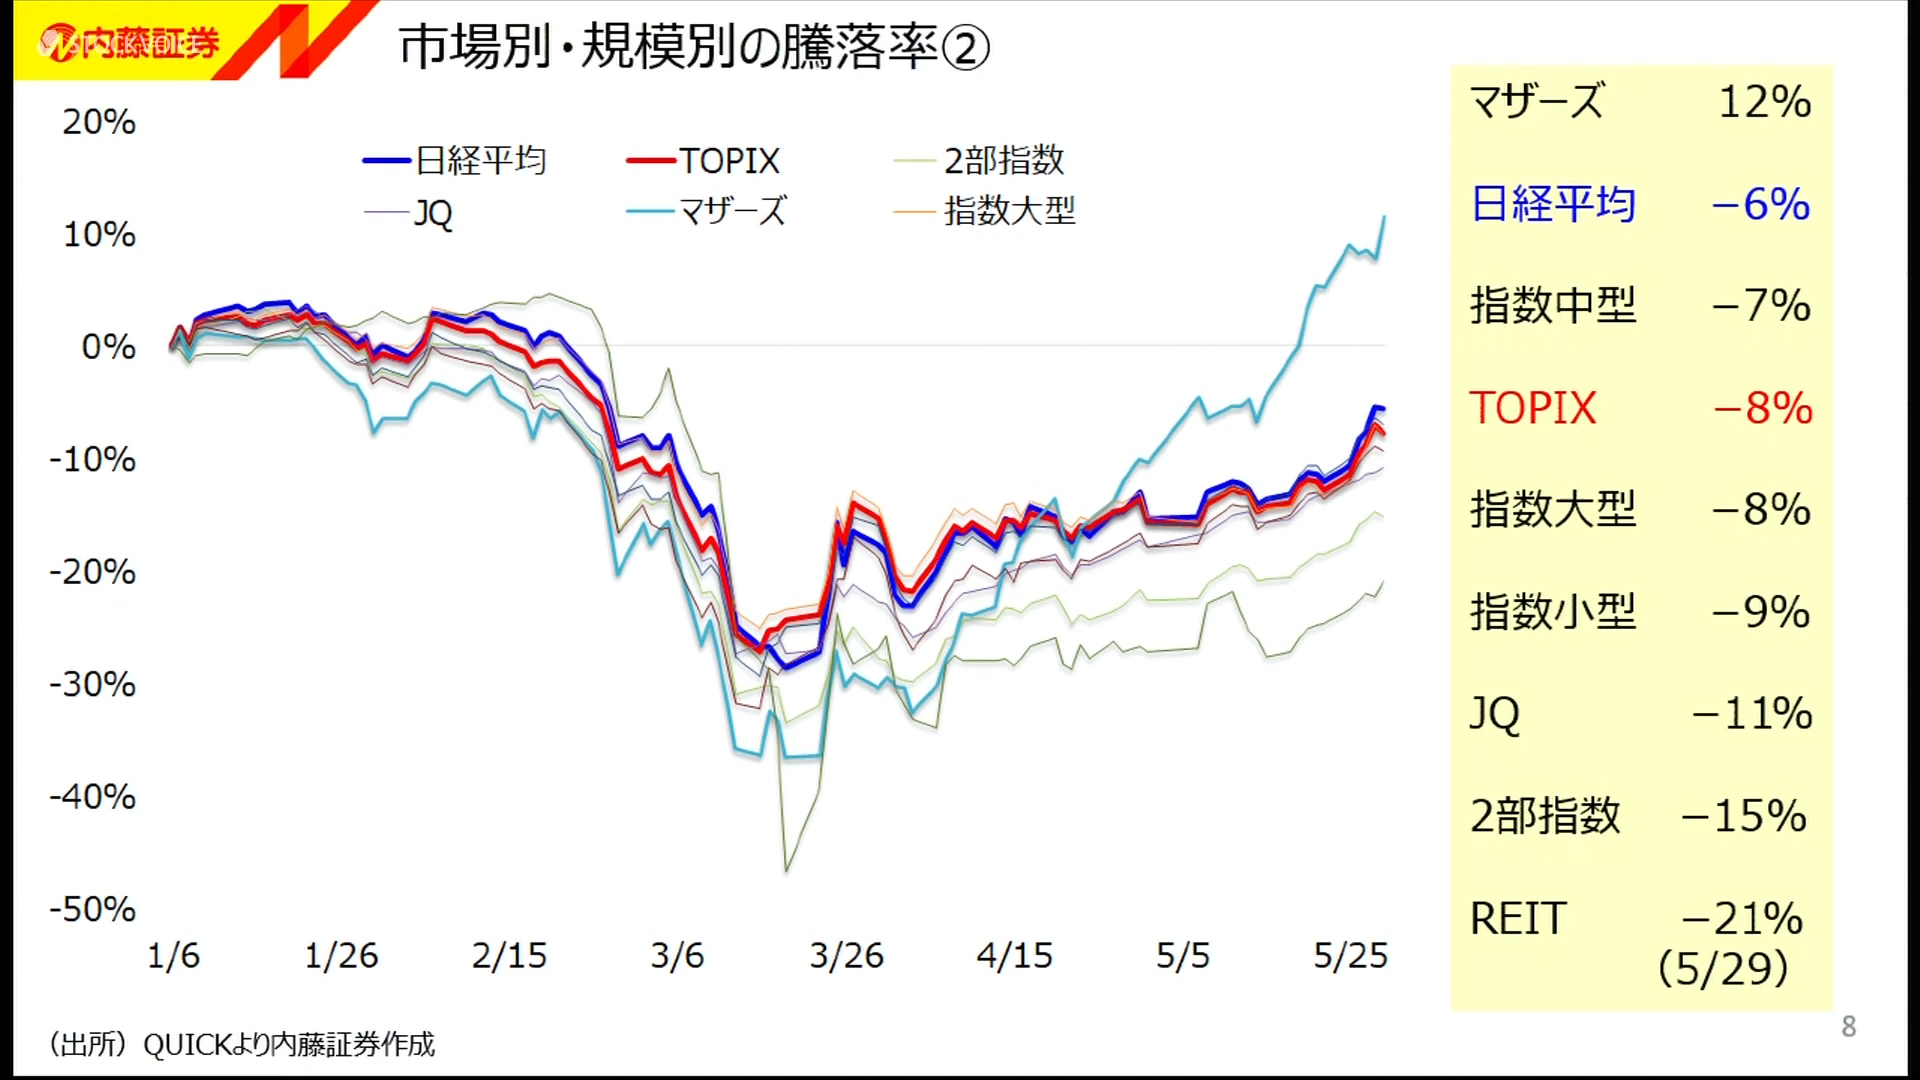 内藤証券
STOCK VOICE
市場別・規模別の騰落率②
20%
10%
0%
-10%
-20%
-30%
-40%
-50%
日経平均 TOPIX 2部指数
JQ マザーズ 指数大型
1/6 1/26 2/15 3/6 3/26 4/15 5/5 5/25
マザーズ 12%
日経平均 −6%
指数中型 −7%
TOPIX −8%
指数大型 −8%
指数小型 −9%
JQ −11%
2部指数 −15%
REIT −21%
（5/29）
（出所）QUICKより内藤証券作成
8